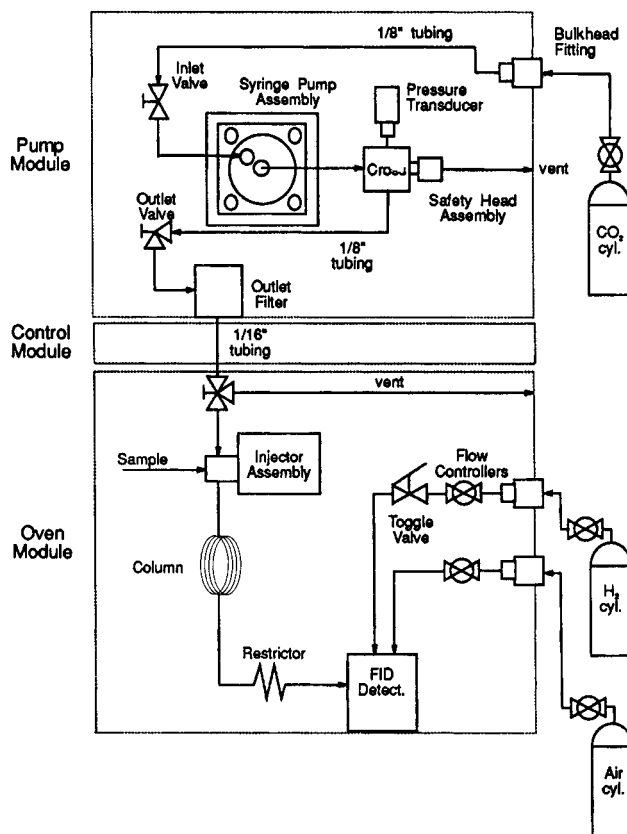 1/8" tubing
Bulkhead
Fitting
Inlet
Valve
Syringe Pump
Assembly
Pressure
Transducer
Pump
Module
vent
Outlet
Valve
Safety Head
Assembly
CO₂
cyl.
1/8"
tubing
Outlet
Filter
Control
Module
1/16"
tubing
vent
Sample
Injector
Assembly
Flow
Controllers
Toggle
Valve
Oven
Module
Column
H₂
cyl.
Restrictor
FID
Detect.
Air
cyl.